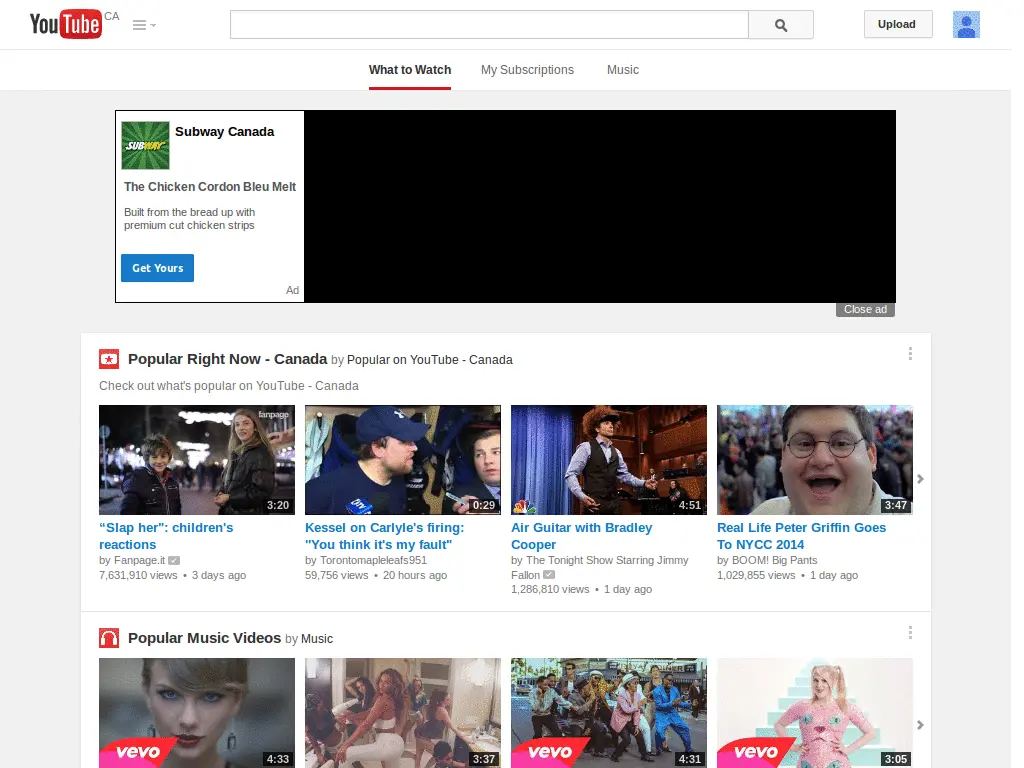 YouTube CA
Upload
What to Watch My Subscriptions Music
SUBWAY
Subway Canada
The Chicken Cordon Bleu Melt
Built from the bread up with
premium cut chicken strips
Get Yours
Ad
Close ad
Popular Right Now - Canada by Popular on YouTube - Canada
Check out what's popular on YouTube - Canada
fanpage
3:20
0:29
4:51
3:47
“Slap her": children's
reactions
by Fanpage.it
7,631,910 views • 3 days ago
Kessel on Carlyle's firing:
"You think it's my fault"
by Torontomapleleafs951
59,756 views • 20 hours ago
Air Guitar with Bradley
Cooper
by The Tonight Show Starring Jimmy
Fallon
1,286,810 views • 1 day ago
Real Life Peter Griffin Goes
To NYCC 2014
by BOOM! Big Pants
1,029,855 views • 1 day ago
Popular Music Videos by Music
vevo
4:33
3:37
vevo
4:31
vevo
3:05